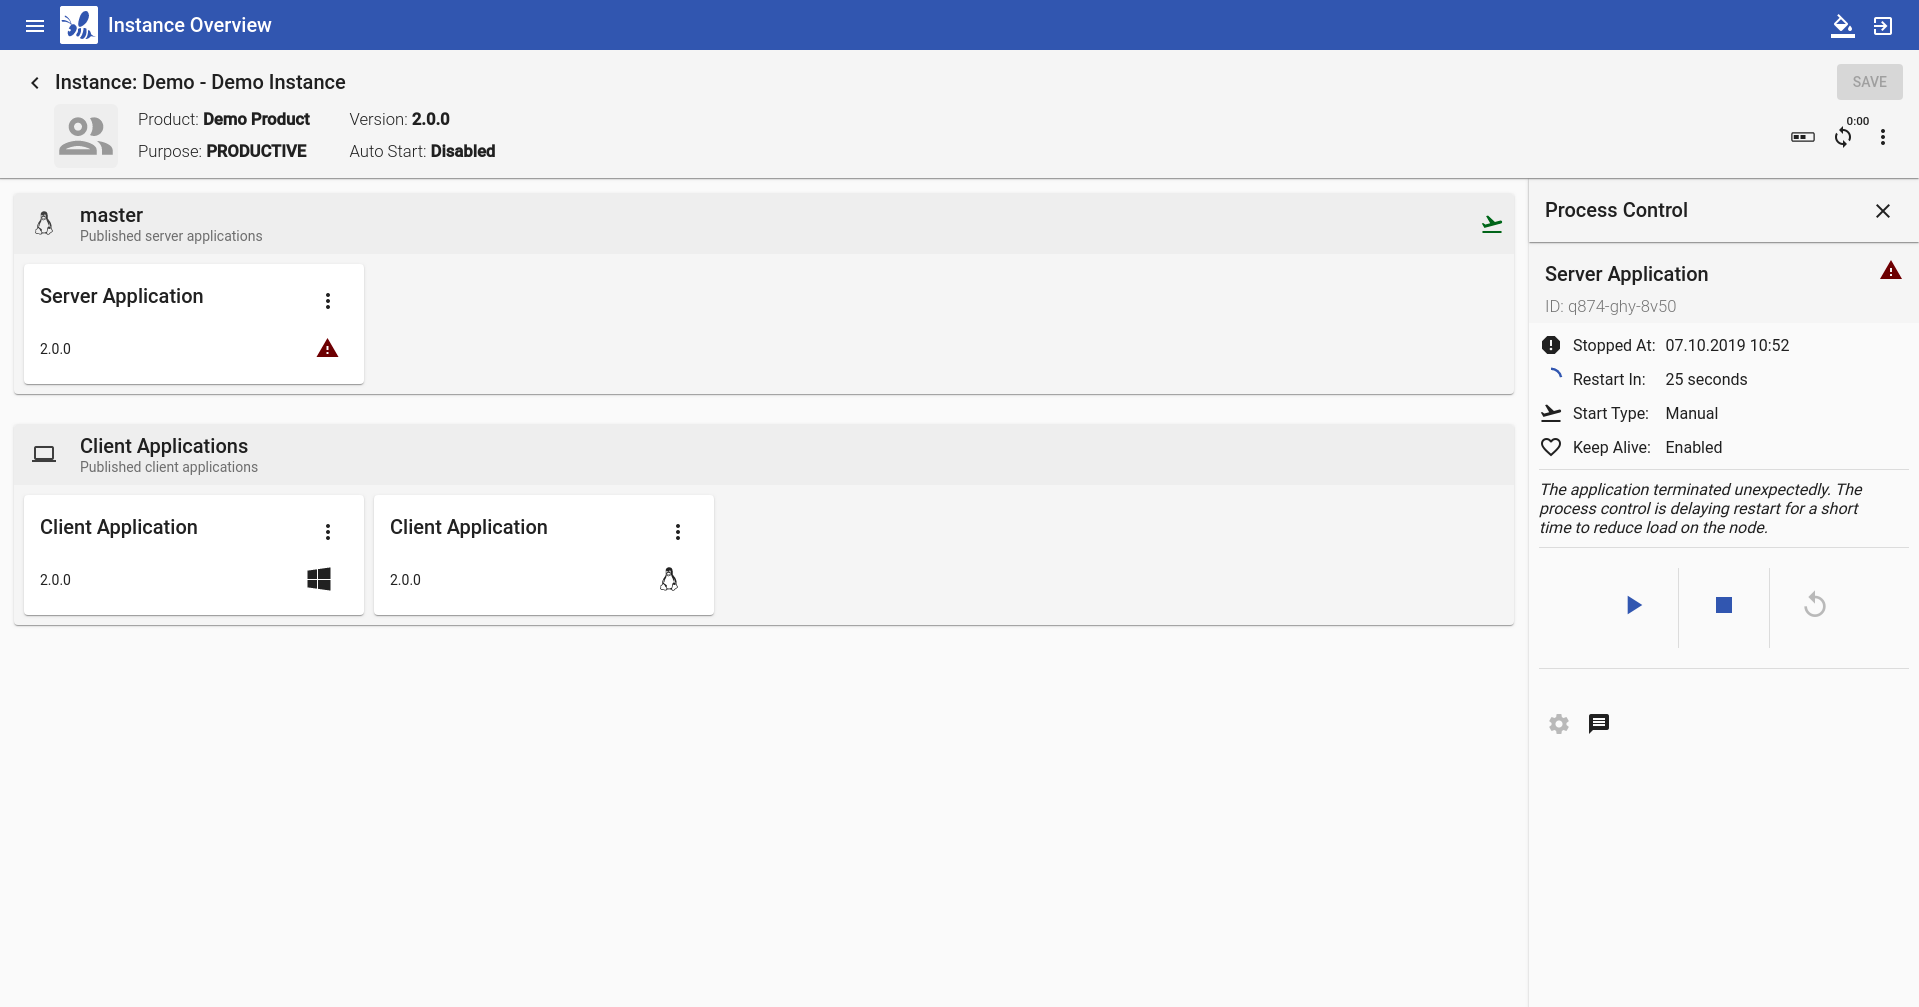 Instance Overview
Instance: Demo - Demo Instance
SAVE
Product: Demo Product Version: 2.0.0
0:00
Purpose: PRODUCTIVE Auto Start: Disabled
master
Published server applications
Server Application
2.0.0
Client Applications
Published client applications
Client Application
2.0.0
Client Application
2.0.0
Process Control
Server Application
ID: q874-ghy-8v50
Stopped At: 07.10.2019 10:52
Restart In: 25 seconds
Start Type: Manual
Keep Alive: Enabled
The application terminated unexpectedly. The
process control is delaying restart for a short
time to reduce load on the node.